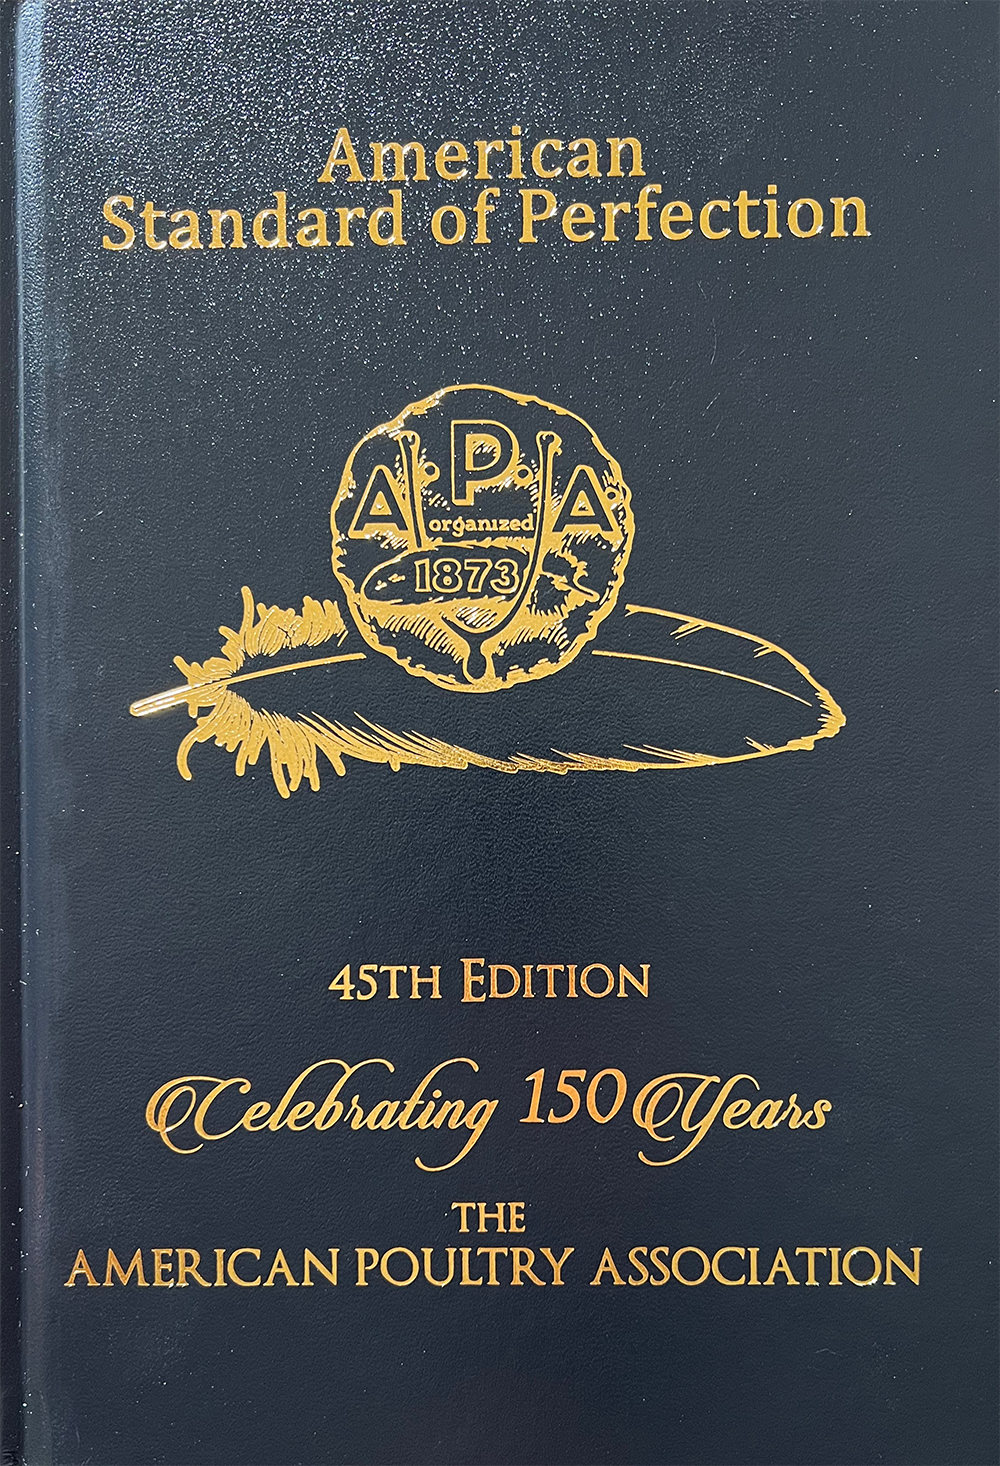 American
Standard of Perfection
A.P.A.
organized
1873
45TH EDITION
Celebrating 150 Years
THE
AMERICAN POULTRY ASSOCIATION